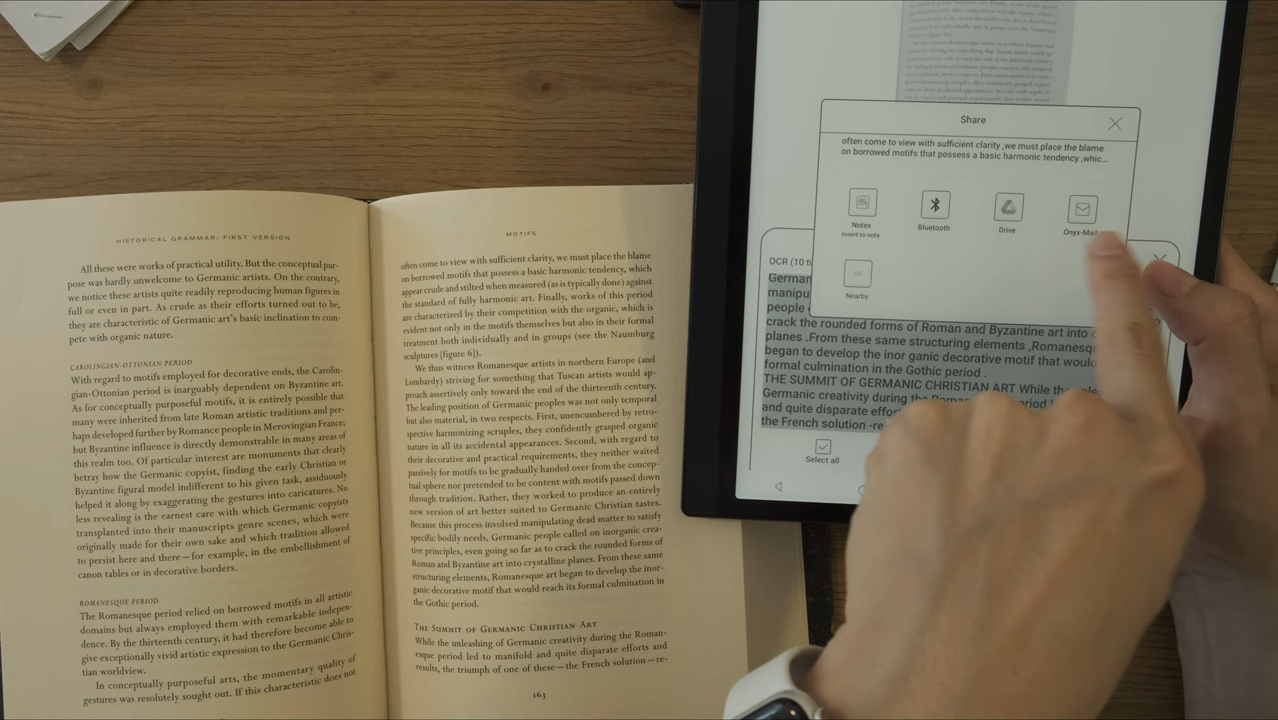 HISTORICAL GRAMMAR: FIRST VERSION
All these were works of practical utility. But the conceptual pur-
pose was hardly unwelcome to Germanic artists. On the contrary,
we notice these artists quite readily reproducing human figures in
full or even in part. As crude as their efforts turned out to be,
they are characteristic of Germanic art's basic inclination to com-
pete with organic nature.
CAROLINGIAN-OTTONIAN PERIOD
With regard to motifs employed for decorative ends, the Carolin-
gian-Ottonian period is inarguably dependent on Byzantine art.
As for conceptually purposeful motifs, it is entirely possible that
many were inherited from late Roman artistic traditions and per-
haps developed further by Romance people in Merovingian France;
but Byzantine influence is directly demonstrable in many areas of
this realm too. Of particular interest are monuments that clearly
betray how the Germanic copyist, finding the early Christian or
Byzantine figural model indifferent to his given task, assiduously
helped it along by exaggerating the gestures into caricatures. No
less revealing is the earnest care with which Germanic copyists
transplanted into their manuscripts genre scenes, which were
originally made for their own sake and which tradition allowed
to persist here and there—for example, in the embellishment of
canon tables or in decorative borders.
ROMANESQUE PERIOD
The Romanesque period relied on borrowed motifs in all artistic
domains but always employed them with remarkable indepen-
dence. By the thirteenth century, it had therefore become able to
give exceptionally vivid artistic expression to the Germanic Chris-
tian worldview.
In conceptually purposeful arts, the momentary quality of
gestures was resolutely sought out. If this characteristic does not
MOTIFS
often come to view with sufficient clarity, we must place the blame
on borrowed motifs that possess a basic harmonic tendency, which
appear crude and stilted when measured (as is typically done) against
the standard of fully harmonic art. Finally, works of this period
are characterized by their competition with the organic, which is
evident not only in the motifs themselves but also in their formal
treatment both individually and in groups (see the Naumburg
sculptures [figure 6]).
We thus witness Romanesque artists in northern Europe (and
Lombardy) striving for something that Tuscan artists would ap-
proach assertively only toward the end of the thirteenth century.
The leading position of Germanic peoples was not only temporal
but also material, in two respects. First, unencumbered by retro-
spective harmonizing scruples, they confidently grasped organic
nature in all its accidental appearances. Second, with regard to
their decorative and practical requirements, they neither waited
passively for motifs to be gradually handed over from the concep-
tual sphere nor pretended to be content with motifs passed down
through tradition. Rather, they worked to produce an entirely
new version of art better suited to Germanic Christian tastes.
Because this process involved manipulating dead matter to satisfy
specific bodily needs, Germanic people called on inorganic crea-
tive principles, even going so far as to crack the rounded forms of
Roman and Byzantine art into crystalline planes. From these same
structuring elements, Romanesque art began to develop the inor-
ganic decorative motif that would reach its formal culmination in
the Gothic period.
THE SUMMIT OF GERMANIC CHRISTIAN ART
While the unleashing of Germanic creativity during the Roman-
esque period led to manifold and quite disparate efforts and
results, the triumph of one of these—the French solution—re-
163
Share
often come to view with sufficient clarity ,we must place the blame
on borrowed motifs that possess a basic harmonic tendency ,whic...
Notes
Insert to note
Bluetooth
Drive
Onyx-Mail
Nearby
OCR (10 ti
German
manipu
people
crack the rounded forms of Roman and Byzantine art into
planes .From these same structuring elements ,Romanesq
began to develop the inor ganic decorative motif that would
formal culmination in the Gothic period .
THE SUMMIT OF GERMANIC CHRISTIAN ART While the
Germanic creativity during the Roman period
and quite disparate effor
the French solution -re
Select all